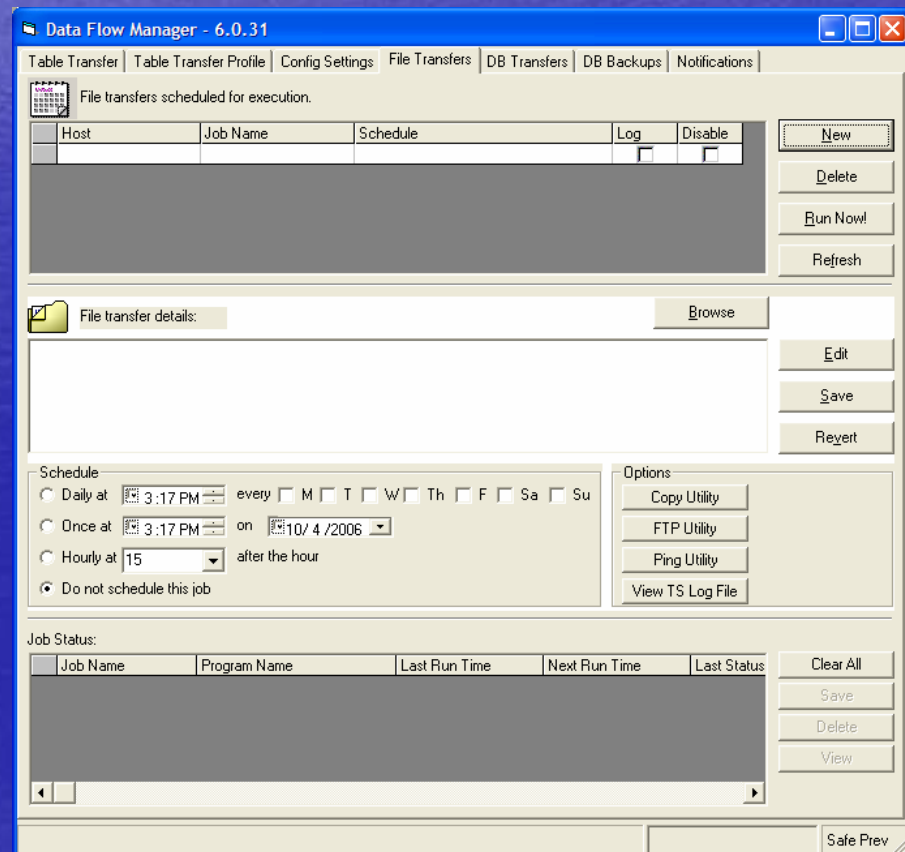 Data Flow Manager - 6.0.31
Table Transfer Table Transfer Profile Config Settings File Transfers DB Transfers DB Backups Notifications
File transfers scheduled for execution.
Host Job Name Schedule Log Disable
New
Delete
Run Now!
Refresh
File transfer details:
Browse
Edit
Save
Revert
Schedule
Daily at 3:17 PM every M T W Th F Sa Su
Once at 3:17 PM on 10/ 4 /2006
Hourly at 15 after the hour
Do not schedule this job
Options
Copy Utility
FTP Utility
Ping Utility
View TS Log File
Job Status:
Job Name Program Name Last Run Time Next Run Time Last Status
Clear All
Save
Delete
View
Safe Prev